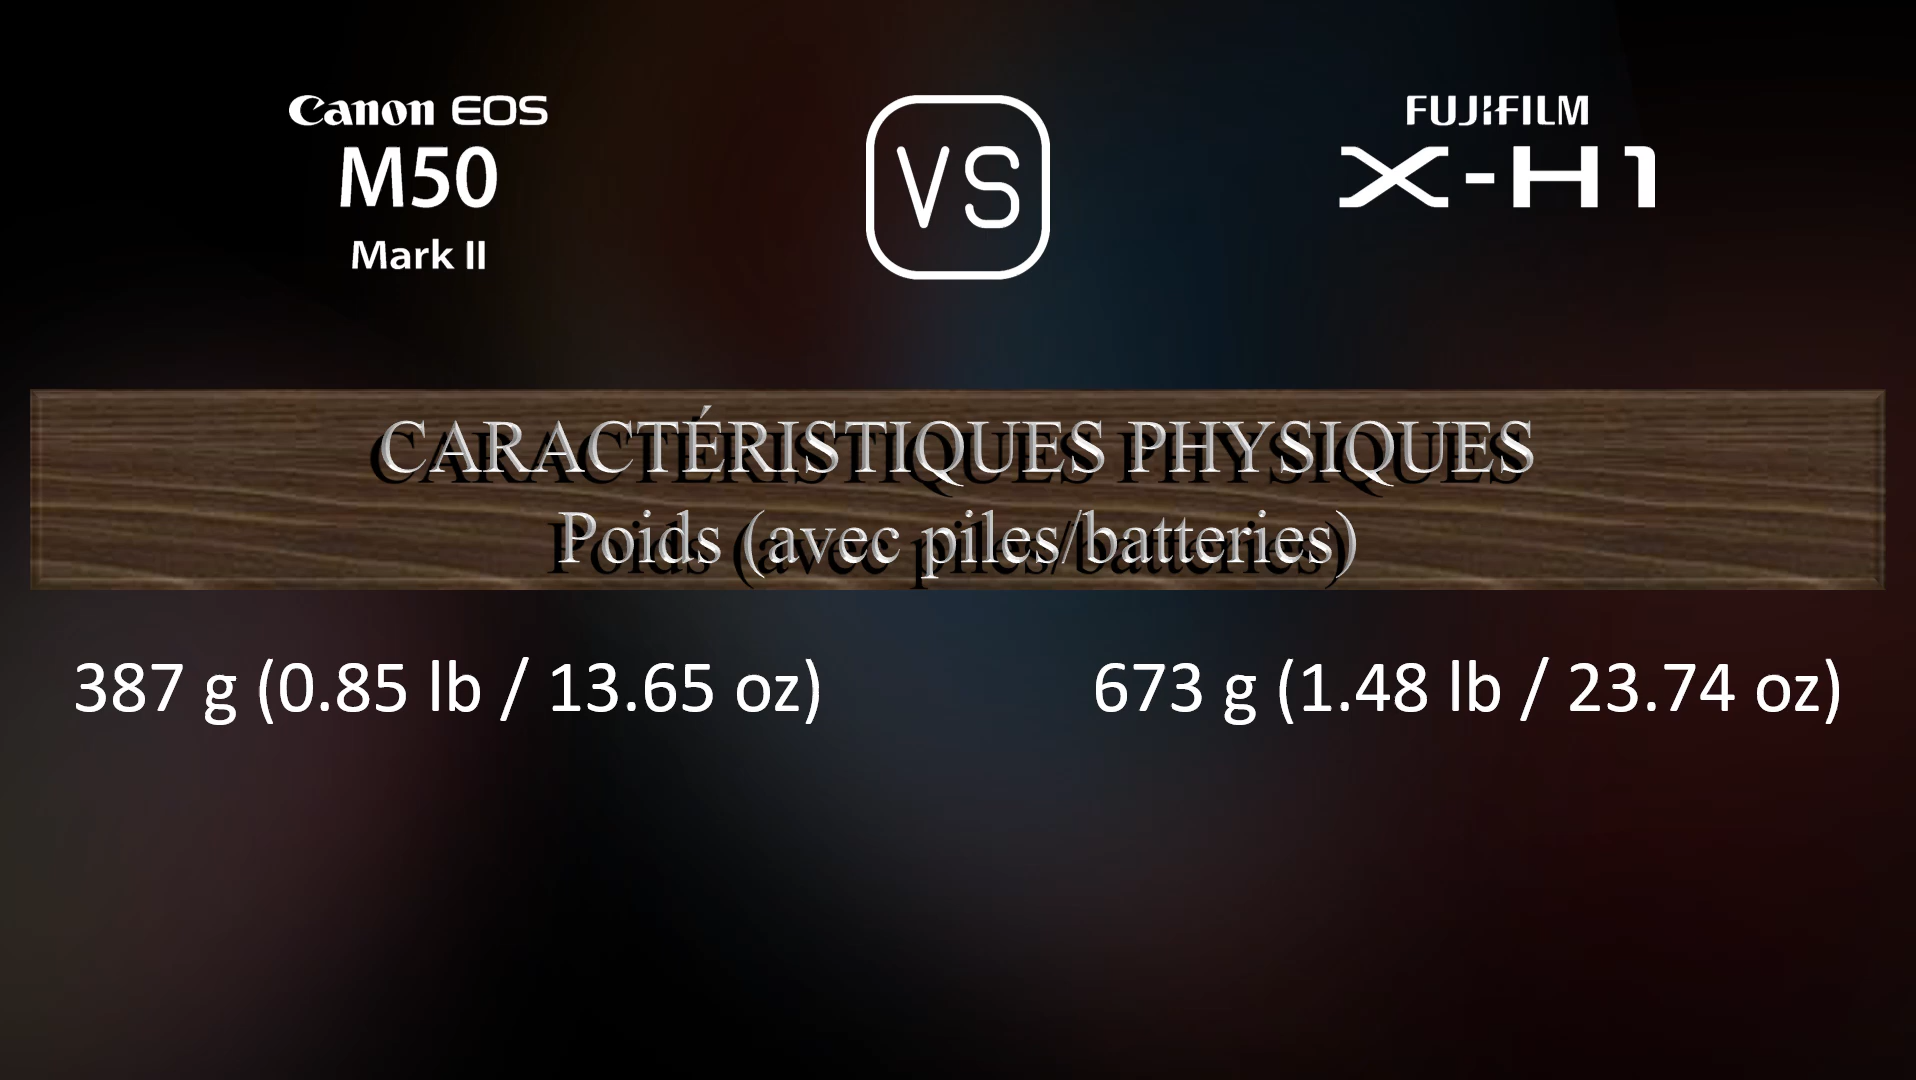 Canon EOS
M50
Mark II
VS
FUJIFILM
X-H1
CARACTÉRISTIQUES PHYSIQUES
Poids (avec piles/batteries)
387 g (0.85 lb / 13.65 oz)
673 g (1.48 lb / 23.74 oz)